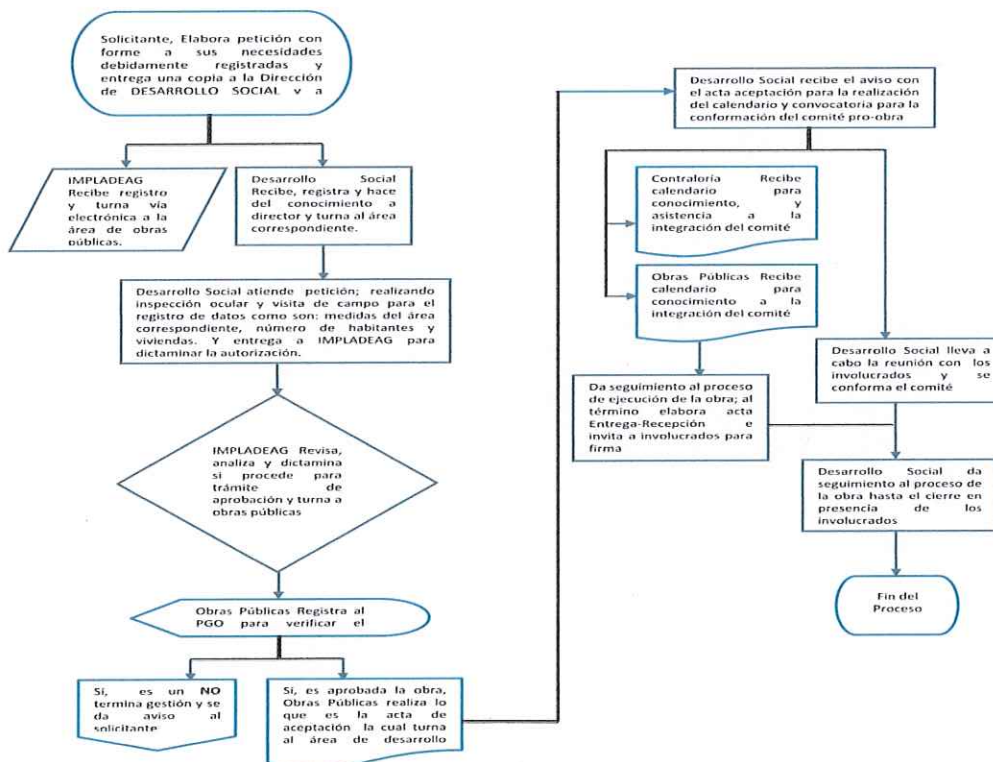 Solicitante, Elabora petición con
forme a sus necesidades
debidamente registradas y
entrega una copia a la Dirección
de DESARROLLO SOCIAL y a
IMPLADEAG
Recibe registro
y turna vía
electrónica a la
área de obras
públicas.
Desarrollo Social
Recibe, registra y hace
del conocimiento a
director y turna al área
correspondiente.
Desarrollo Social atiende petición; realizando
inspección ocular y visita de campo para el
registro de datos como son: medidas del área
correspondiente, número de habitantes y
viviendas. Y entrega a IMPLADEAG para
dictaminar la autorización.
IMPLADEAG Revisa,
analiza y dictamina
si procede para
trámite de
aprobación y turna a
obras públicas
Obras Públicas Registra al
PGO para verificar el
Sí, es un NO
termina gestión y se
da aviso al
solicitante
Sí, es aprobada la obra,
Obras Públicas realiza lo
que es la acta de
aceptación la cual turna
al área de desarrollo
Desarrollo Social recibe el aviso con
el acta aceptación para la realización
del calendario y convocatoria para la
conformación del comité pro-obra
Contraloría Recibe
calendario para
conocimiento, y
asistencia a la
integración del comité
Obras Públicas Recibe
calendario para
conocimiento a la
integración del comité
Da seguimiento al proceso
de ejecución de la obra; al
término elabora acta
Entrega-Recepción e
invita a involucrados para
firma
Desarrollo Social lleva a
cabo la reunión con los
involucrados y se
conforma el comité
Desarrollo Social da
seguimiento al proceso de
la obra hasta el cierre en
presencia de los
involucrados
Fin del
Proceso